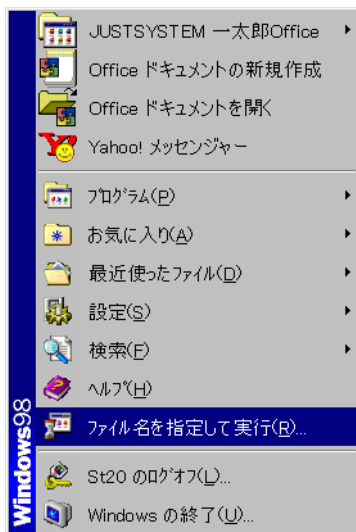 JUSTSYSTEM 一太郎Office
Office ドキュメントの新規作成
Office ドキュメントを開く
Yahoo! メッセンジャー
ﾌﾟﾛｸﾞﾗﾑ(P)
お気に入り(A)
最近使ったﾌｧｲﾙ(D)
設定(S)
検索(F)
ﾍﾙﾌﾟ(H)
ﾌｧｲﾙ名を指定して実行(R)...
St20 のﾛｸﾞｵﾌ(L)...
Windows の終了(U)...
Windows98